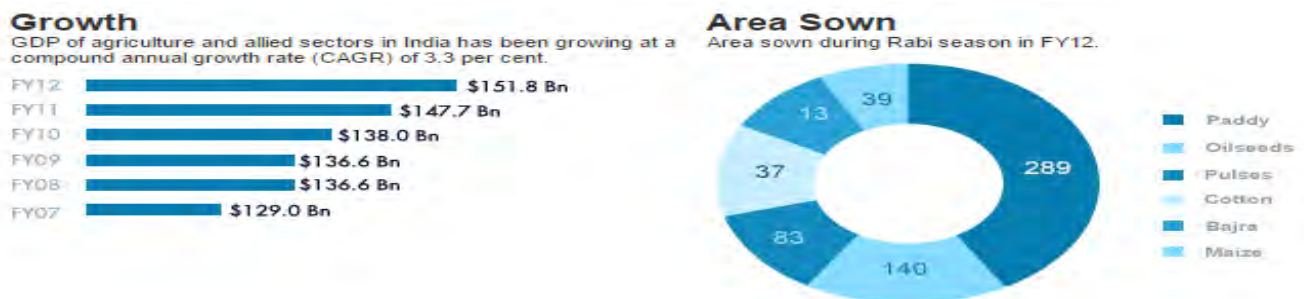 Growth
GDP of agriculture and allied sectors in India has been growing at a
compound annual growth rate (CAGR) of 3.3 per cent.
FY12 $151.8 Bn
FY11 $147.7 Bn
FY10 $138.0 Bn
FY09 $136.6 Bn
FY08 $136.6 Bn
FY07 $129.0 Bn
Area Sown
Area sown during Rabi season in FY12.
39
13
289
37
83
140
Paddy
Oilseeds
Pulses
Cotton
Bajra
Maize